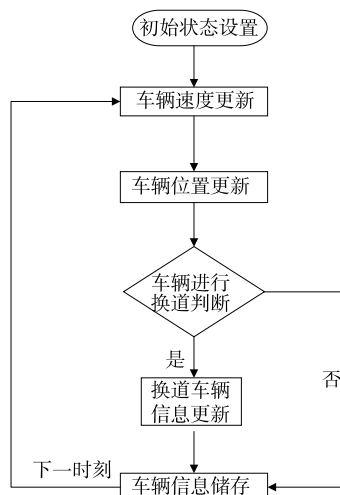 初始状态设置
车辆速度更新
车辆位置更新
车辆进行
换道判断
是
否
换道车辆
信息更新
下一时刻
车辆信息储存